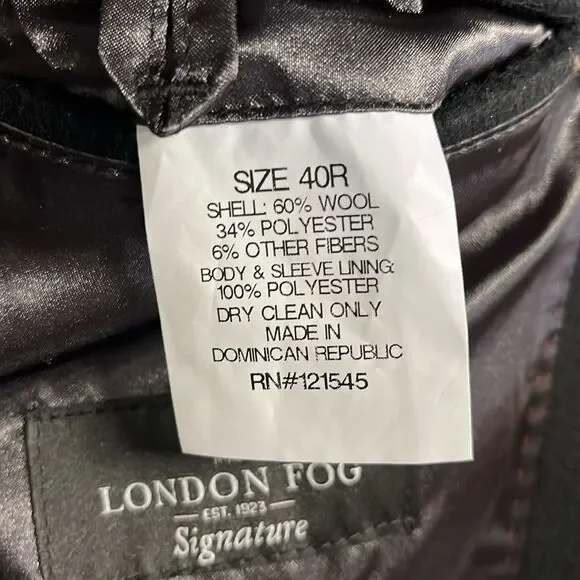 SIZE 40R
SHELL: 60% WOOL
34% POLYESTER
6% OTHER FIBERS
BODY & SLEEVE LINING:
100% POLYESTER
DRY CLEAN ONLY
MADE IN
DOMINICAN REPUBLIC
RN#121545
LONDON FOG
EST. 1923
Signature